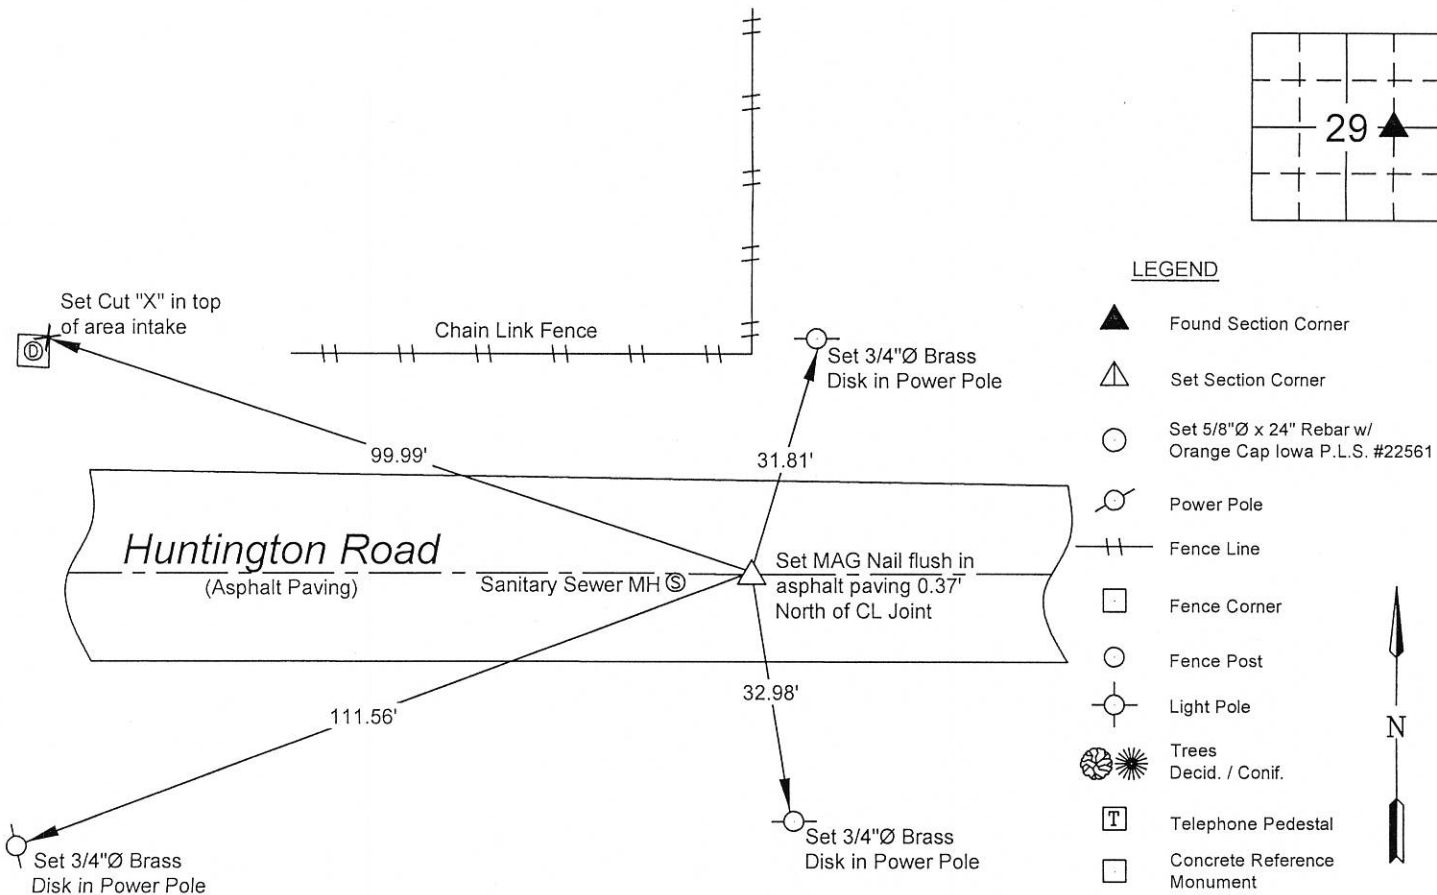 29
Set Cut "X" in top
of area intake
D
Chain Link Fence
Set 3/4"Ø Brass
Disk in Power Pole
99.99'
31.81'
Huntington Road
(Asphalt Paving)
Sanitary Sewer MH S
Set MAG Nail flush in
asphalt paving 0.37'
North of CL Joint
111.56'
32.98'
Set 3/4"Ø Brass
Disk in Power Pole
Set 3/4"Ø Brass
Disk in Power Pole
LEGEND
Found Section Corner
Set Section Corner
Set 5/8"Ø x 24" Rebar w/
Orange Cap Iowa P.L.S. #22561
Power Pole
Fence Line
Fence Corner
Fence Post
Light Pole
Trees
Decid. / Conif.
T Telephone Pedestal
Concrete Reference
Monument
N